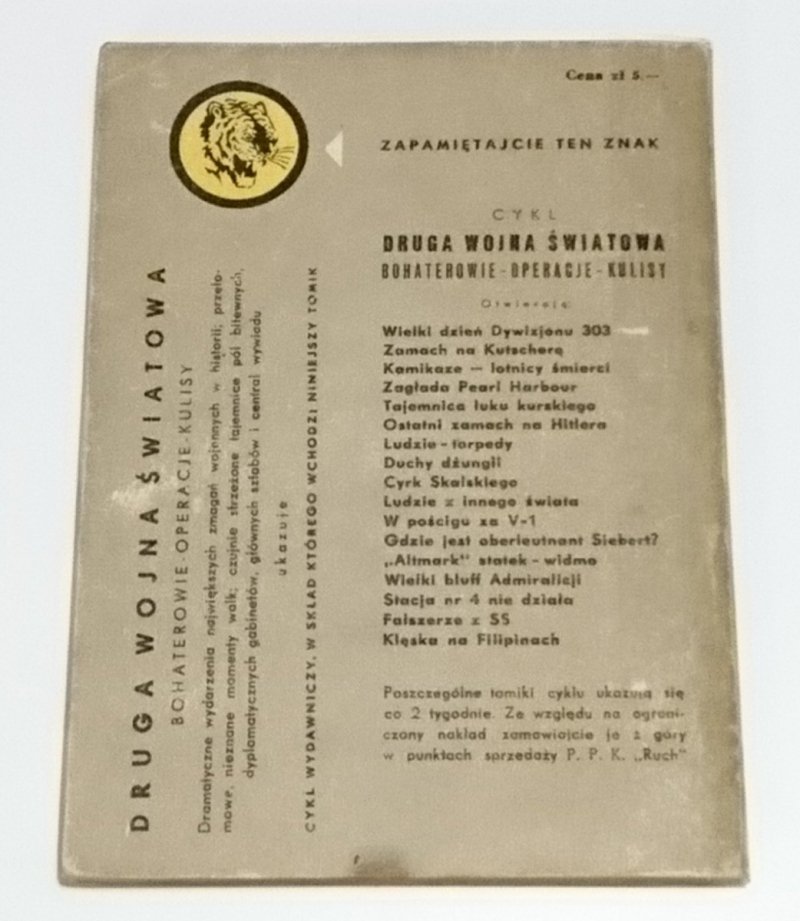 Cena zł 5.—
ZAPAMIĘTAJCIE TEN ZNAK
CYKL
DRUGA WOJNA ŚWIATOWA
BOHATEROWIE-OPERACJE-KULISY
Otwierają:
Wielki dzień Dywizjonu 303
Zamach na Kutscherę
Kamikaze — lotnicy śmierci
Zagłada Pearl Harbour
Tajemnica łuku kurskiego
Ostatni zamach na Hitlera
Ludzie-torpedy
Duchy dżungli
Cyrk Skalskiego
Ludzie z innego świata
W pościgu za V-1
Gdzie jest oberleutnant Siebert?
„Altmark" statek-widmo
Wielki bluff Admiralicji
Stacja nr 4 nie działa
Fałszerze z SS
Klęska na Filipinach
Poszczególne tomiki cyklu ukazują się
co 2 tygodnie. Ze względu na ograni-
czony nakład zamawiajcie je z góry
w punktach sprzedaży P. P. K. „Ruch"
DRUGA WOJNA ŚWIATOWA
BOHATEROWIE-OPERACJE-KULISY
Dramatyczne wydarzenia największych zmagań wojennych w historii; przeło-
mowe, nieznane momenty walk; czujnie strzeżone tajemnice pól bitewnych,
dyplomatycznych gabinetów, głównych sztabów i central wywiadu
ukazuje
CYKL WYDAWNICZY, W SKŁAD KTÓREGO WCHODZI NINIEJSZY TOMIK